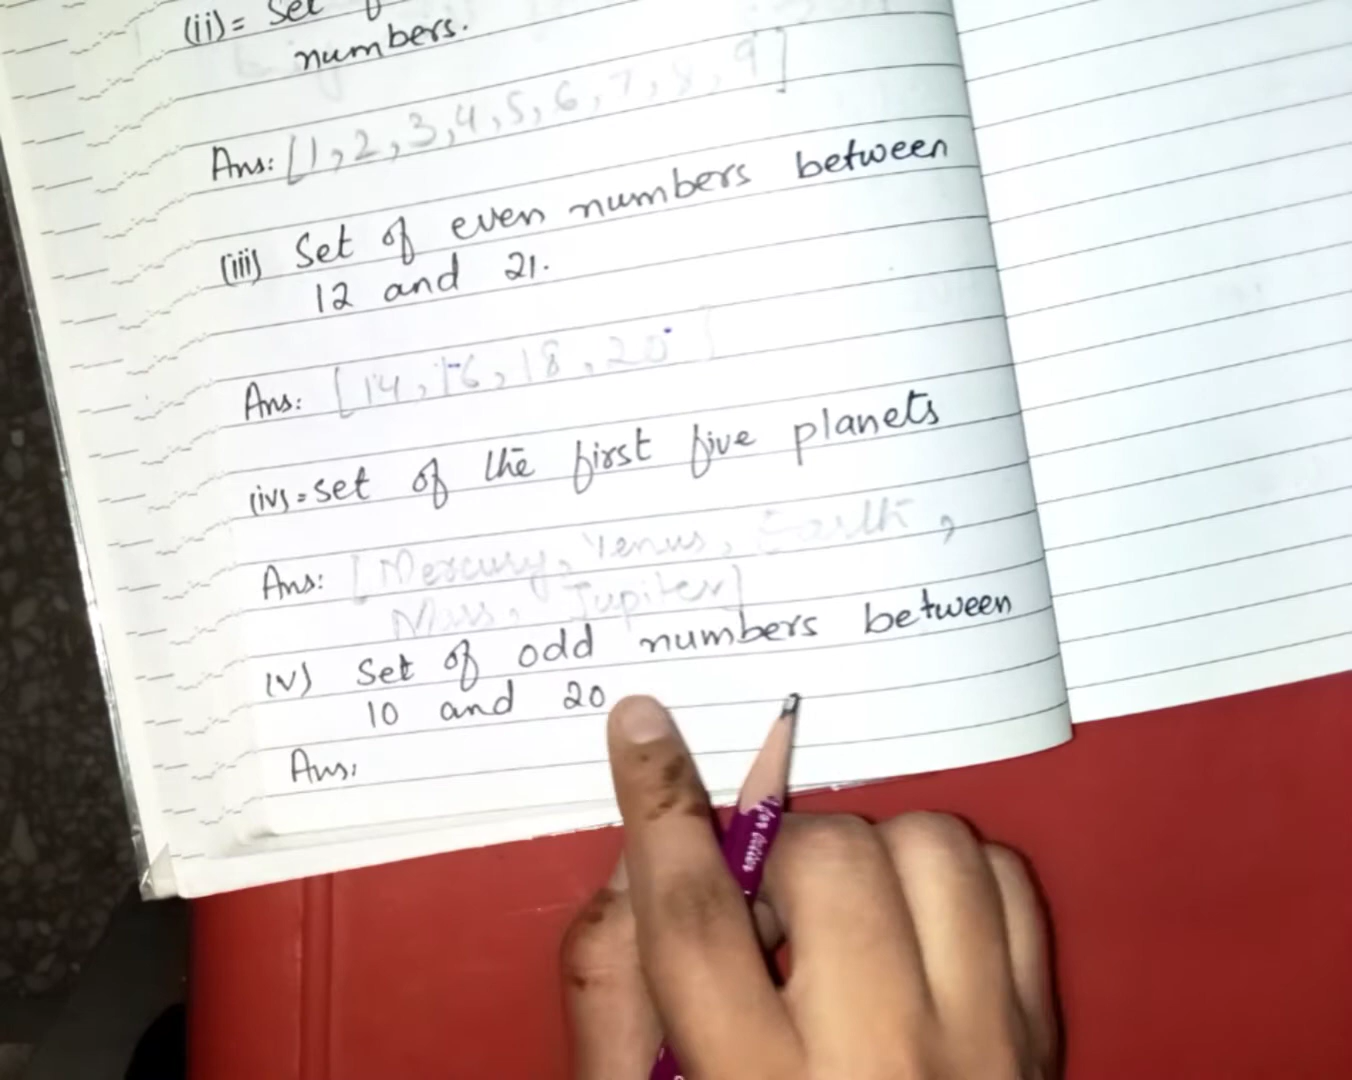 (ii)= Set
numbers.
Ans: [1,2,3,4,5,6,7,8,9]
(iii) Set of even numbers between
12 and 21.
Ans: [14,16,18,20]
(iv)=set of the first five planets
Ans: [Mercury, Venus, Earth,
Mars, Jupiter]
(v) Set of odd numbers between
10 and 20
Ans: